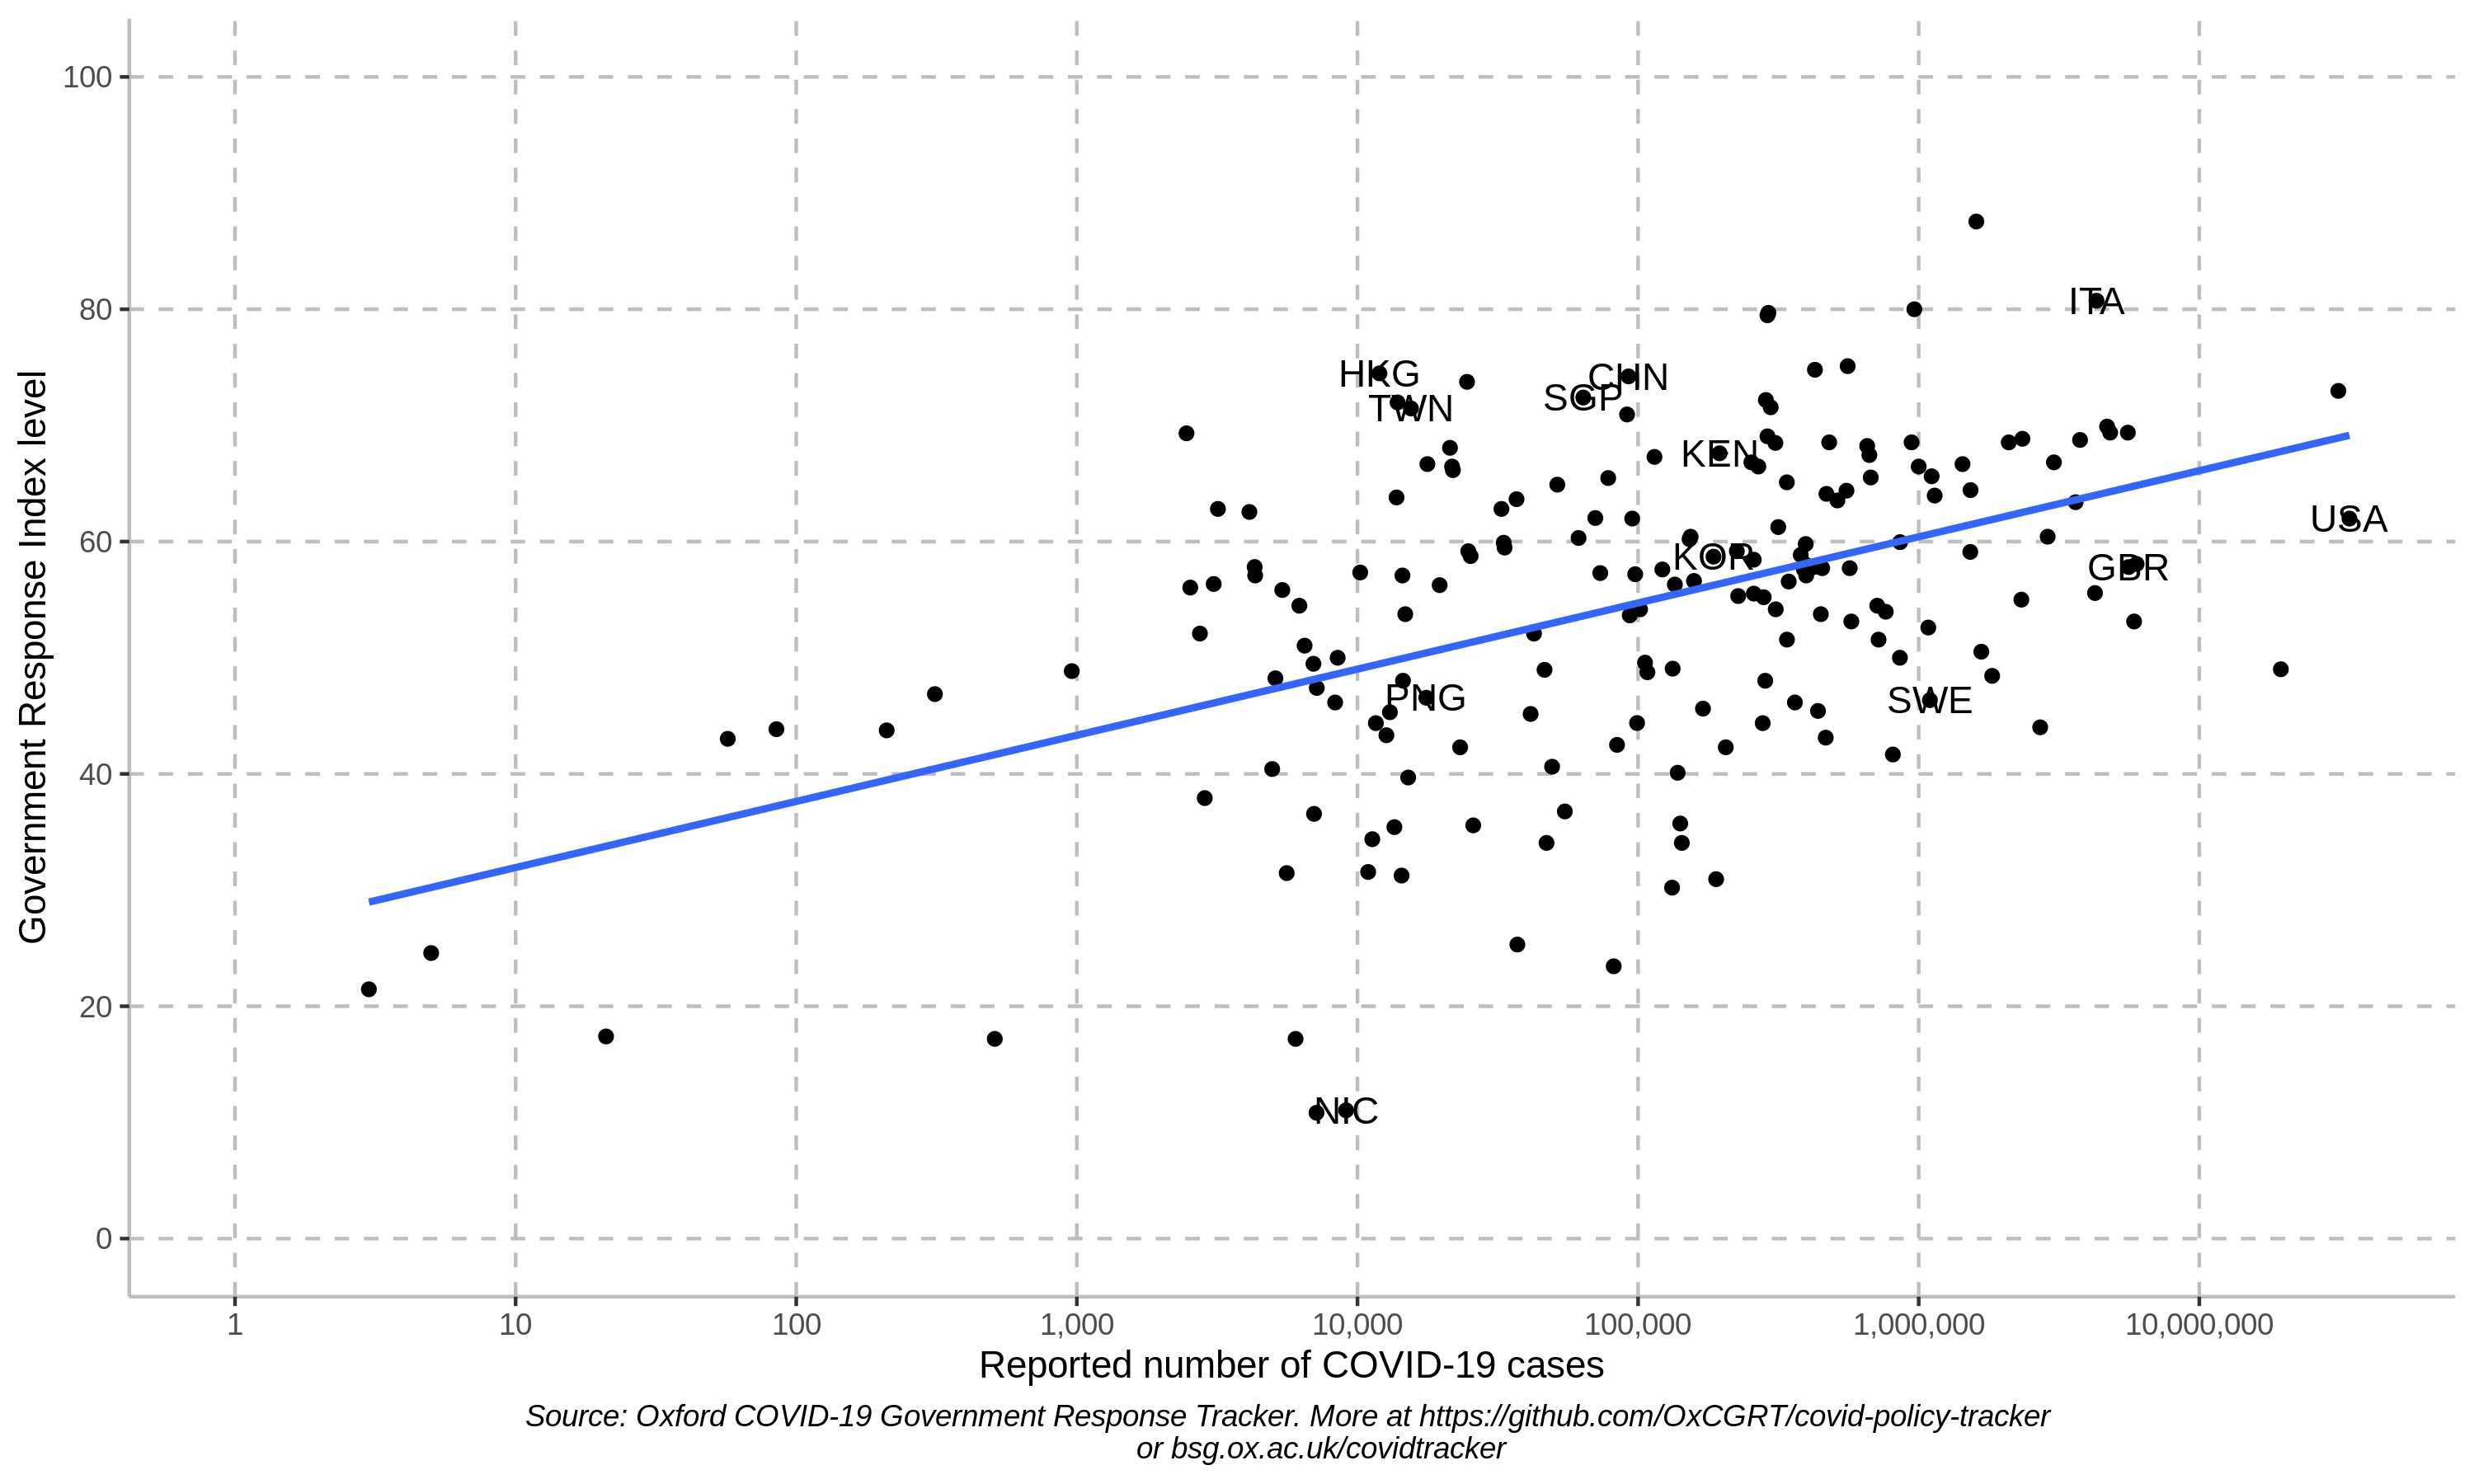 Government Response Index level
100
80
60
40
20
0
ITA
HKG
CHN
SGP
TWN
KEN
USA
KOR
GBR
PNG
SWE
NIC
1
10
100
1,000
10,000
100,000
1,000,000
10,000,000
Reported number of COVID-19 cases
Source: Oxford COVID-19 Government Response Tracker. More at https://github.com/OxCGRT/covid-policy-tracker
or bsg.ox.ac.uk/covidtracker